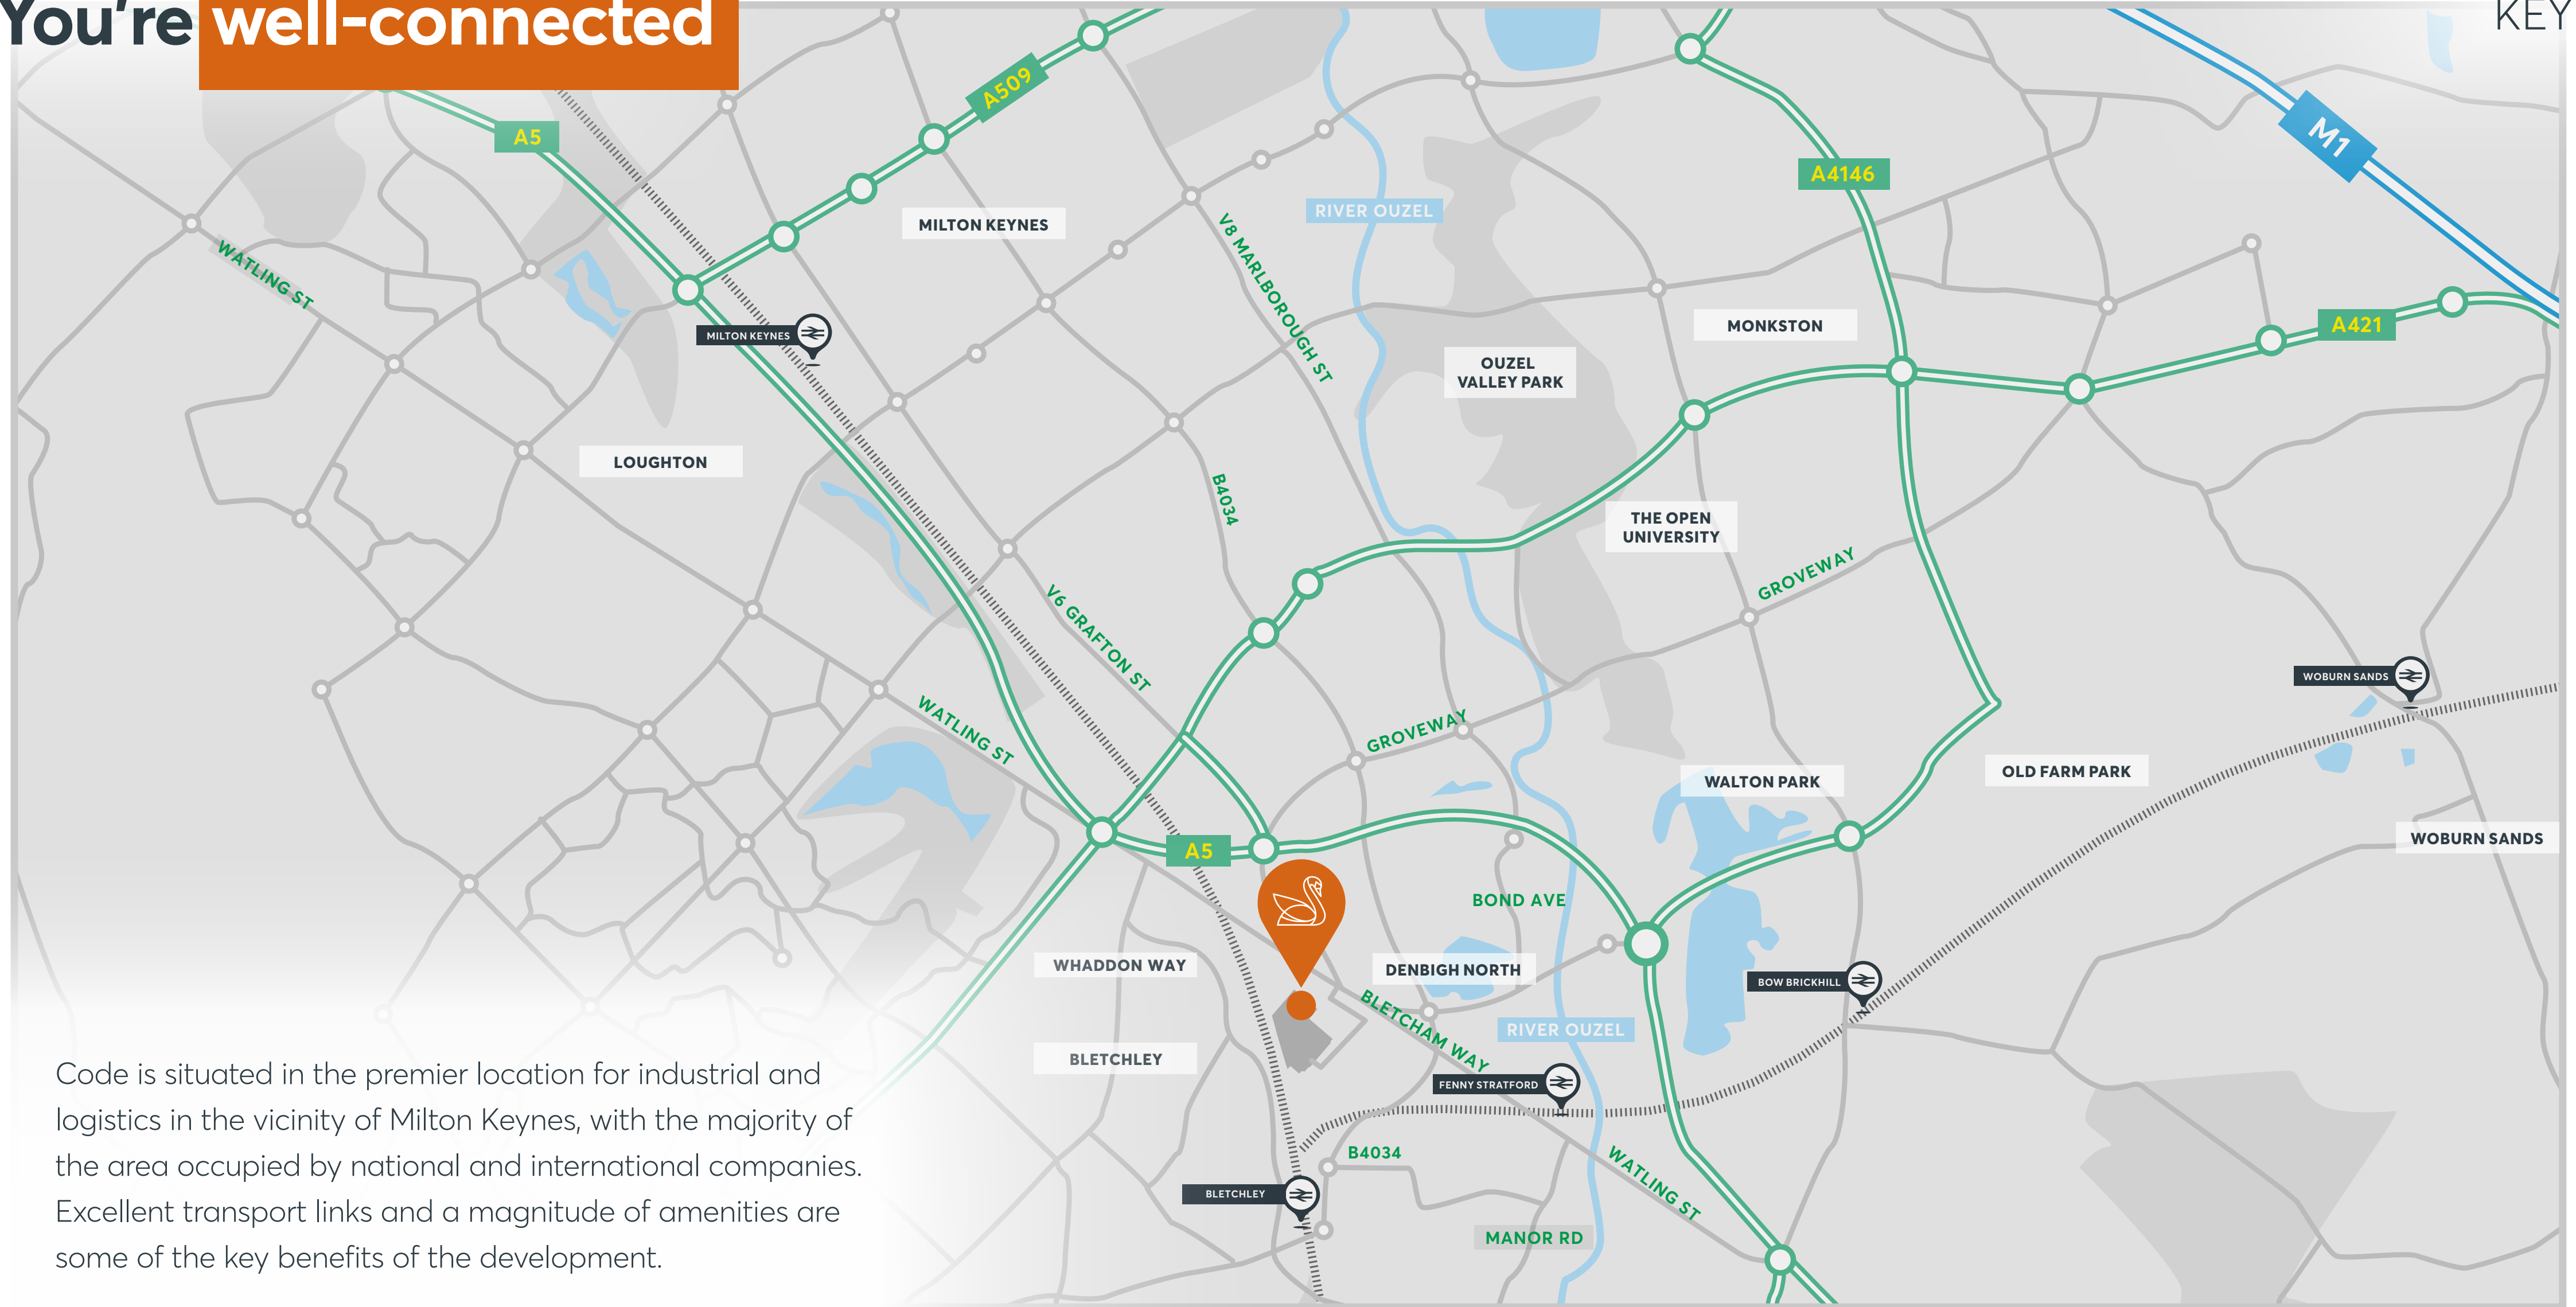 You're well-connected
KEY
A509
A5
M1
A4146
MILTON KEYNES
RIVER OUZEL
V8 MARLBOROUGH ST
WATLING ST
MILTON KEYNES
MONKSTON
A421
OUZEL
VALLEY PARK
LOUGHTON
B4034
THE OPEN
UNIVERSITY
GROVEWAY
V6 GRAFTON ST
WOBURN SANDS
WATLING ST
GROVEWAY
OLD FARM PARK
WALTON PARK
WOBURN SANDS
A5
BOND AVE
WHADDON WAY
DENBIGH NORTH
BOW BRICKHILL
BLETCHAM WAY
RIVER OUZEL
BLETCHLEY
FENNY STRATFORD
B4034
WATLING ST
BLETCHLEY
MANOR RD
Code is situated in the premier location for industrial and
logistics in the vicinity of Milton Keynes, with the majority of
the area occupied by national and international companies.
Excellent transport links and a magnitude of amenities are
some of the key benefits of the development.